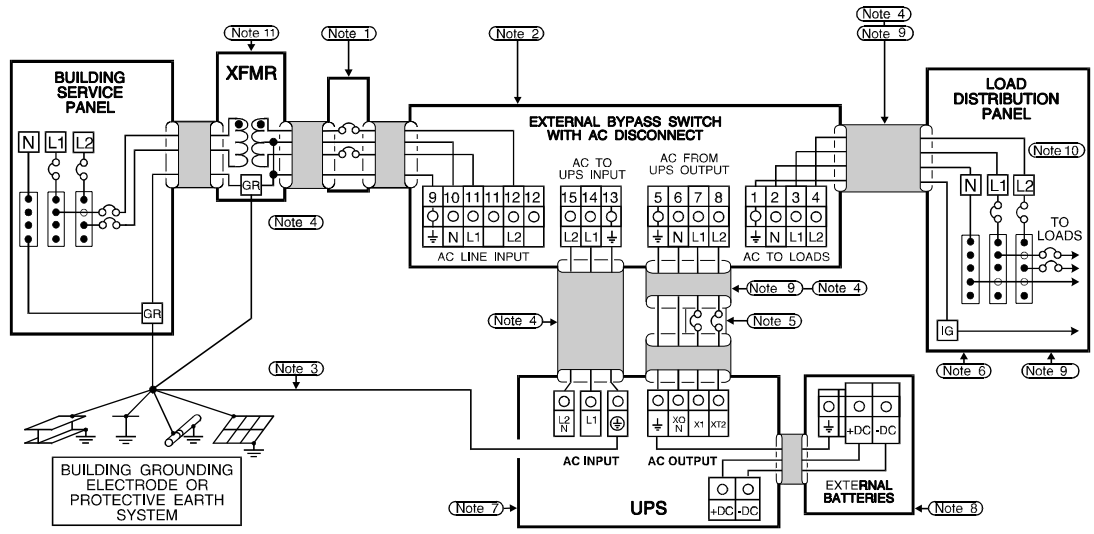 Note 11
Note 1
Note 2
Note 4
Note 9
BUILDING
SERVICE
PANEL
N L1 L2
GR
XFMR
GR
Note 4
EXTERNAL BYPASS SWITCH
WITH AC DISCONNECT
9 10 11 11 12 12
N L1 L2
AC LINE INPUT
AC TO
UPS INPUT
15 14 13
L2 L1
AC FROM
UPS OUTPUT
5 6 7 8
N L1 L2
1 2 3 4
N L1 L2
AC TO LOADS
LOAD
DISTRIBUTION
PANEL
Note 10
N L1 L2
TO
LOADS
IG
Note 6
Note 9
Note 9
Note 4
Note 4
Note 5
Note 3
BUILDING GROUNDING
ELECTRODE OR
PROTECTIVE EARTH
SYSTEM
L2
N
L1
AC INPUT
XO
N
X1
XT2
AC OUTPUT
+DC -DC
UPS
Note 7
+DC -DC
EXTERNAL
BATTERIES
Note 8